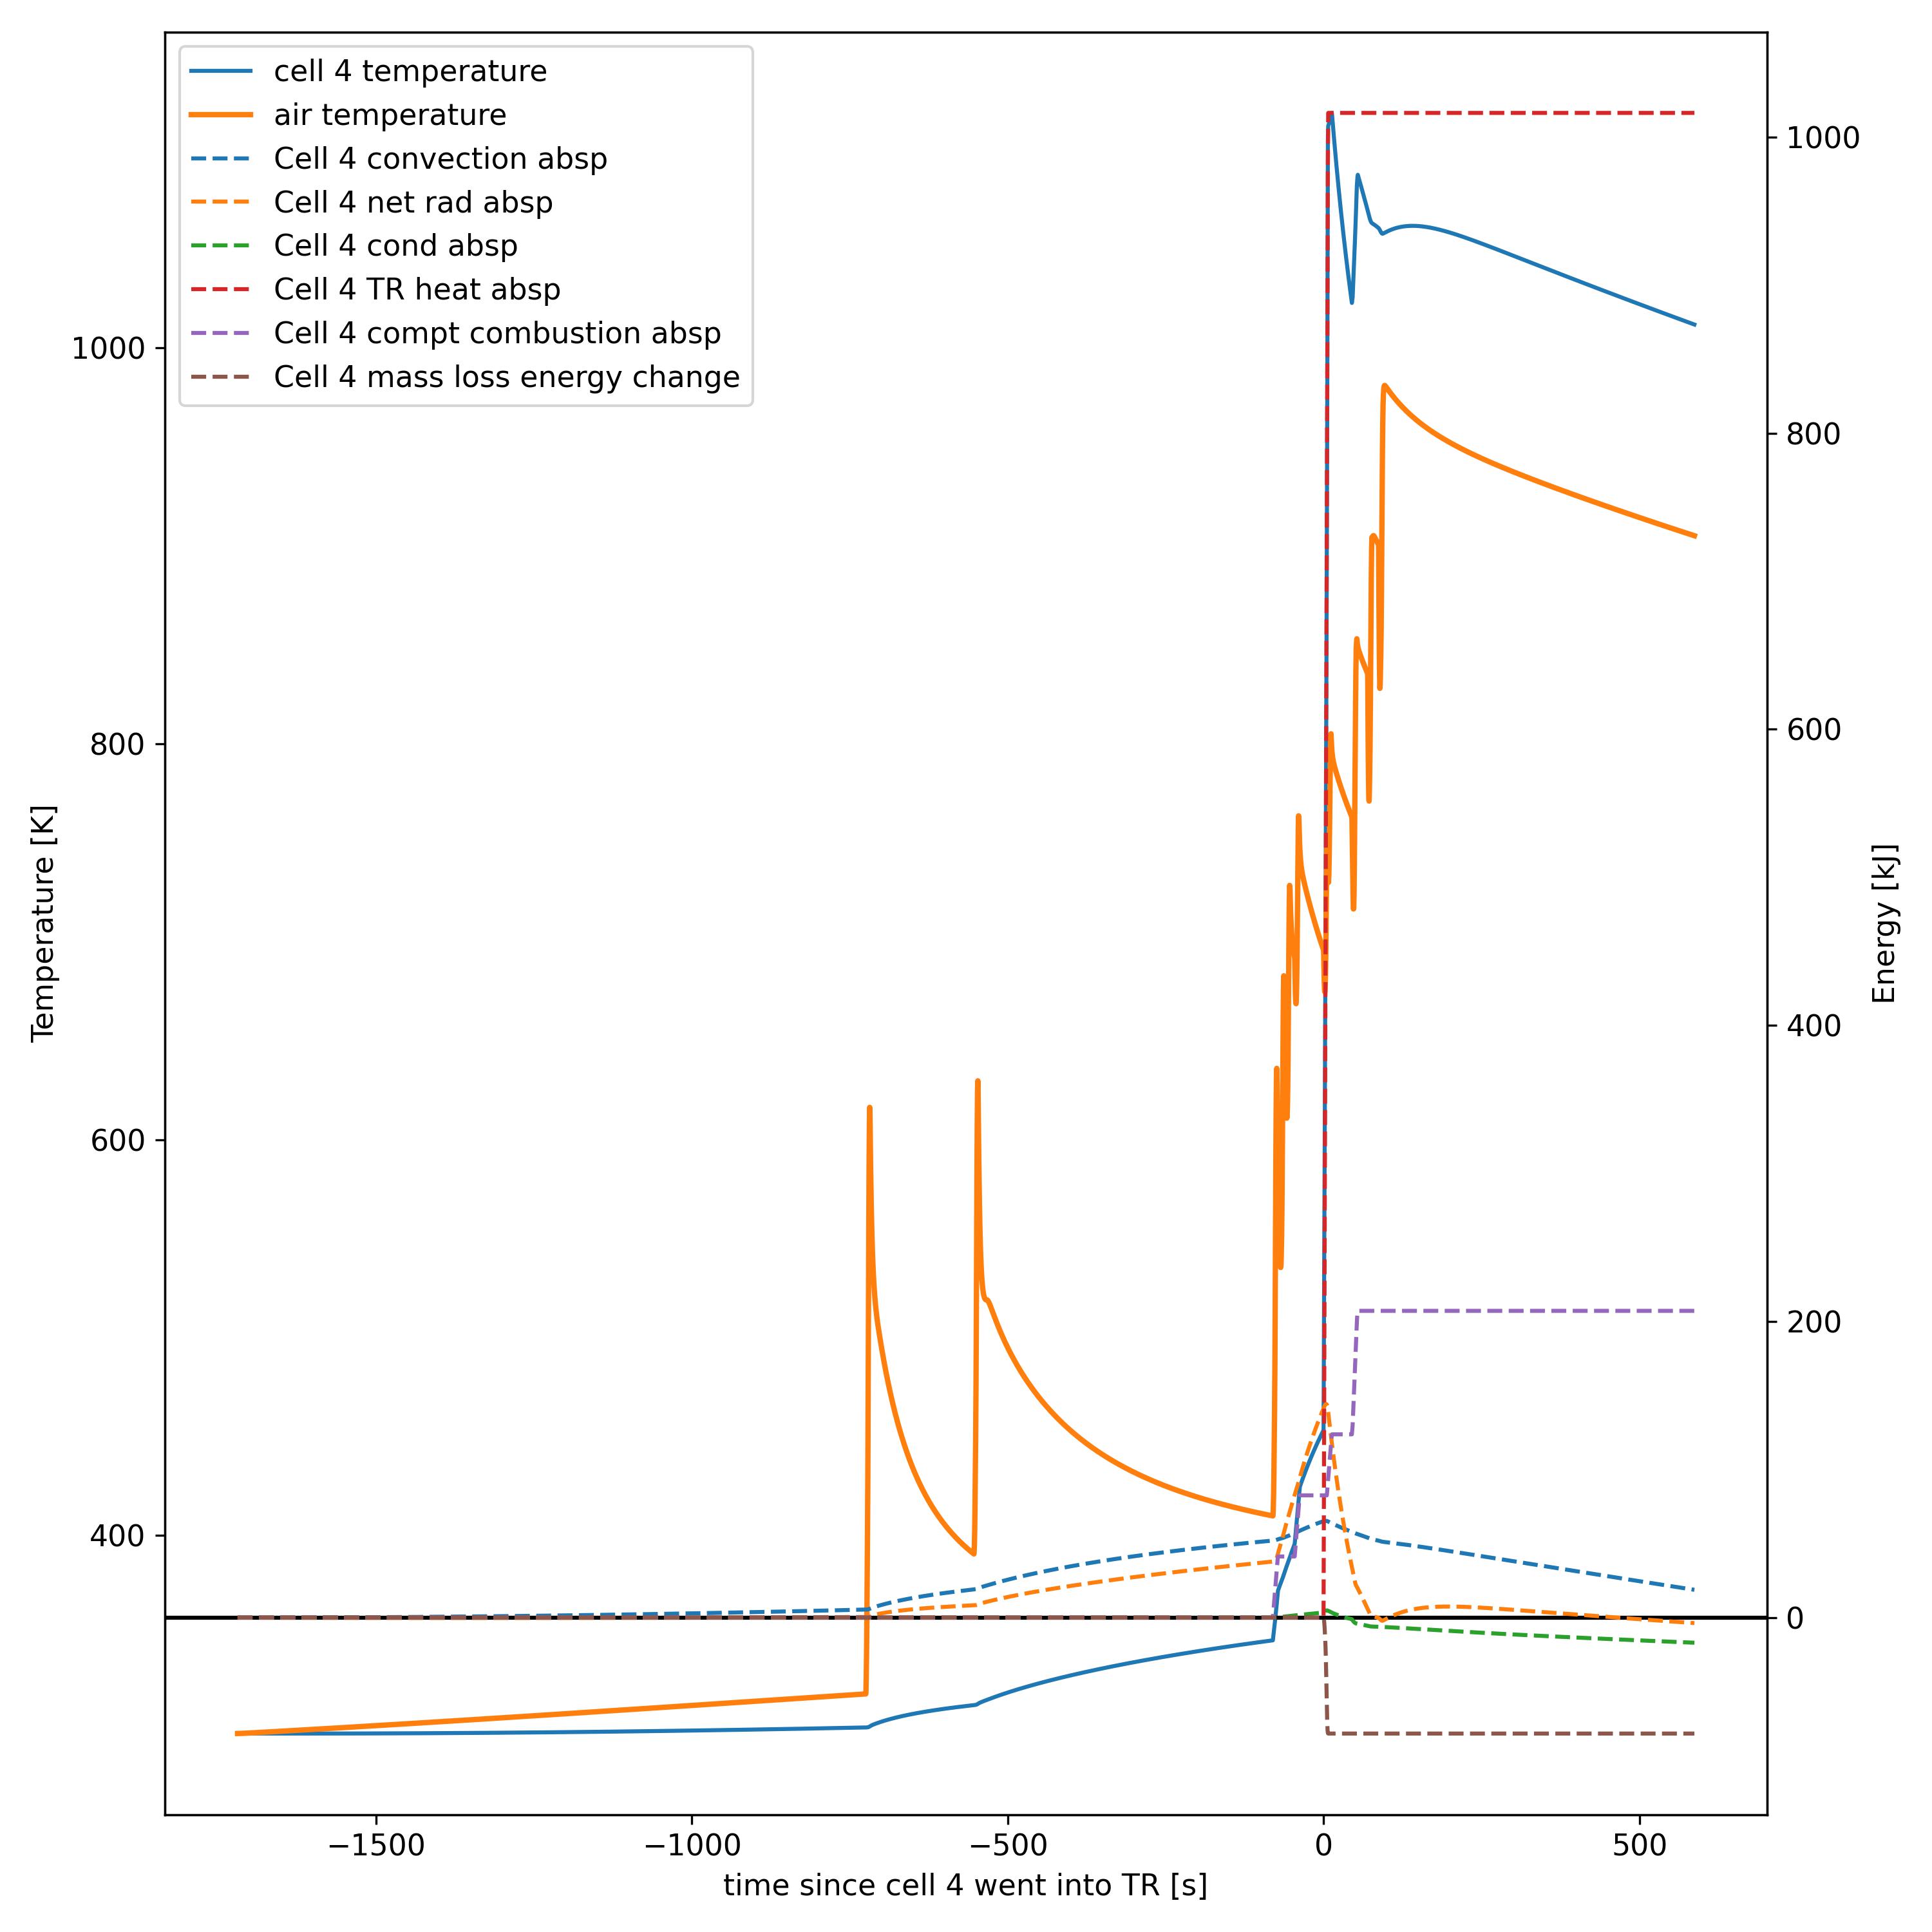 cell 4 temperature
air temperature
Cell 4 convection absp
Cell 4 net rad absp
Cell 4 cond absp
Cell 4 TR heat absp
Cell 4 compt combustion absp
Cell 4 mass loss energy change
1000
800
600
400
Temperature [K]
1000
800
600
400
200
0
Energy [kJ]
−1500
−1000
−500
0
500
time since cell 4 went into TR [s]